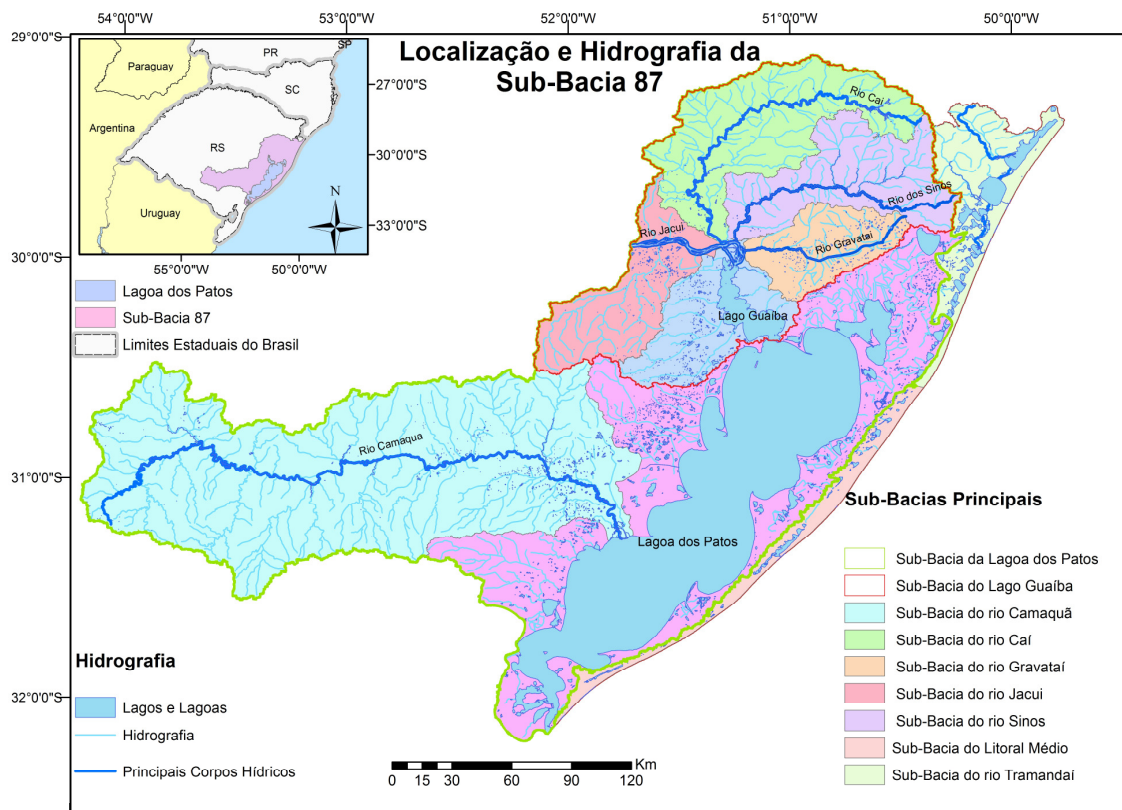 54°0'0"W
53°0'0"W
52°0'0"W
51°0'0"W
50°0'0"W
29°0'0"S
30°0'0"S
31°0'0"S
32°0'0"S
Localização e Hidrografia da
Sub-Bacia 87
PR
SP
Paraguay
SC
Argentina
RS
Uruguay
N
27°0'0"S
30°0'0"S
33°0'0"S
55°0'0"W
50°0'0"W
Lagoa dos Patos
Sub-Bacia 87
Limites Estaduais do Brasil
Rio Caí
Rio dos Sinos
Rio Jacuí
Rio Gravataí
Lago Guaíba
Rio Camaqua
Lagoa dos Patos
Sub-Bacias Principais
Sub-Bacia da Lagoa dos Patos
Sub-Bacia do Lago Guaíba
Sub-Bacia do rio Camaquã
Sub-Bacia do rio Caí
Sub-Bacia do rio Gravataí
Sub-Bacia do rio Jacui
Sub-Bacia do rio Sinos
Sub-Bacia do Litoral Médio
Sub-Bacia do rio Tramandaí
Hidrografia
Lagos e Lagoas
Hidrografia
Principais Corpos Hídricos
Km
0 15 30 60 90 120